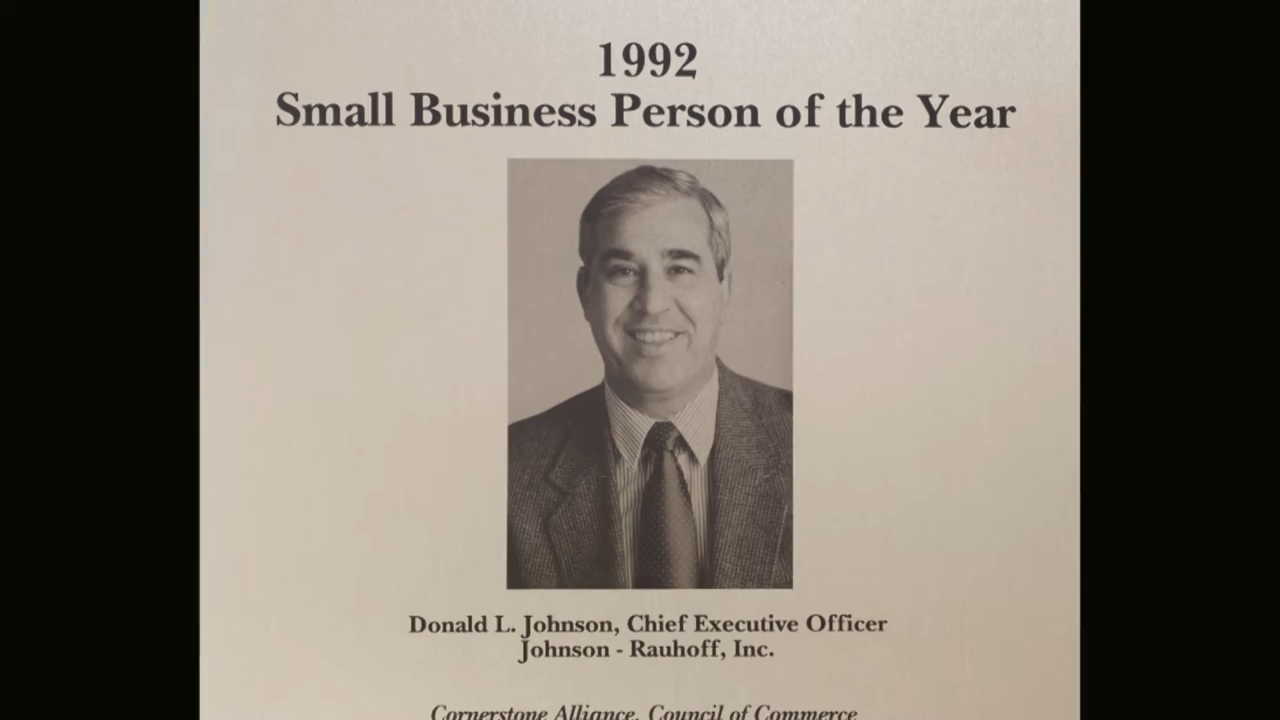 1992
Small Business Person of the Year
Donald L. Johnson, Chief Executive Officer
Johnson - Rauhoff, Inc.
Cornerstone Alliance, Council of Commerce